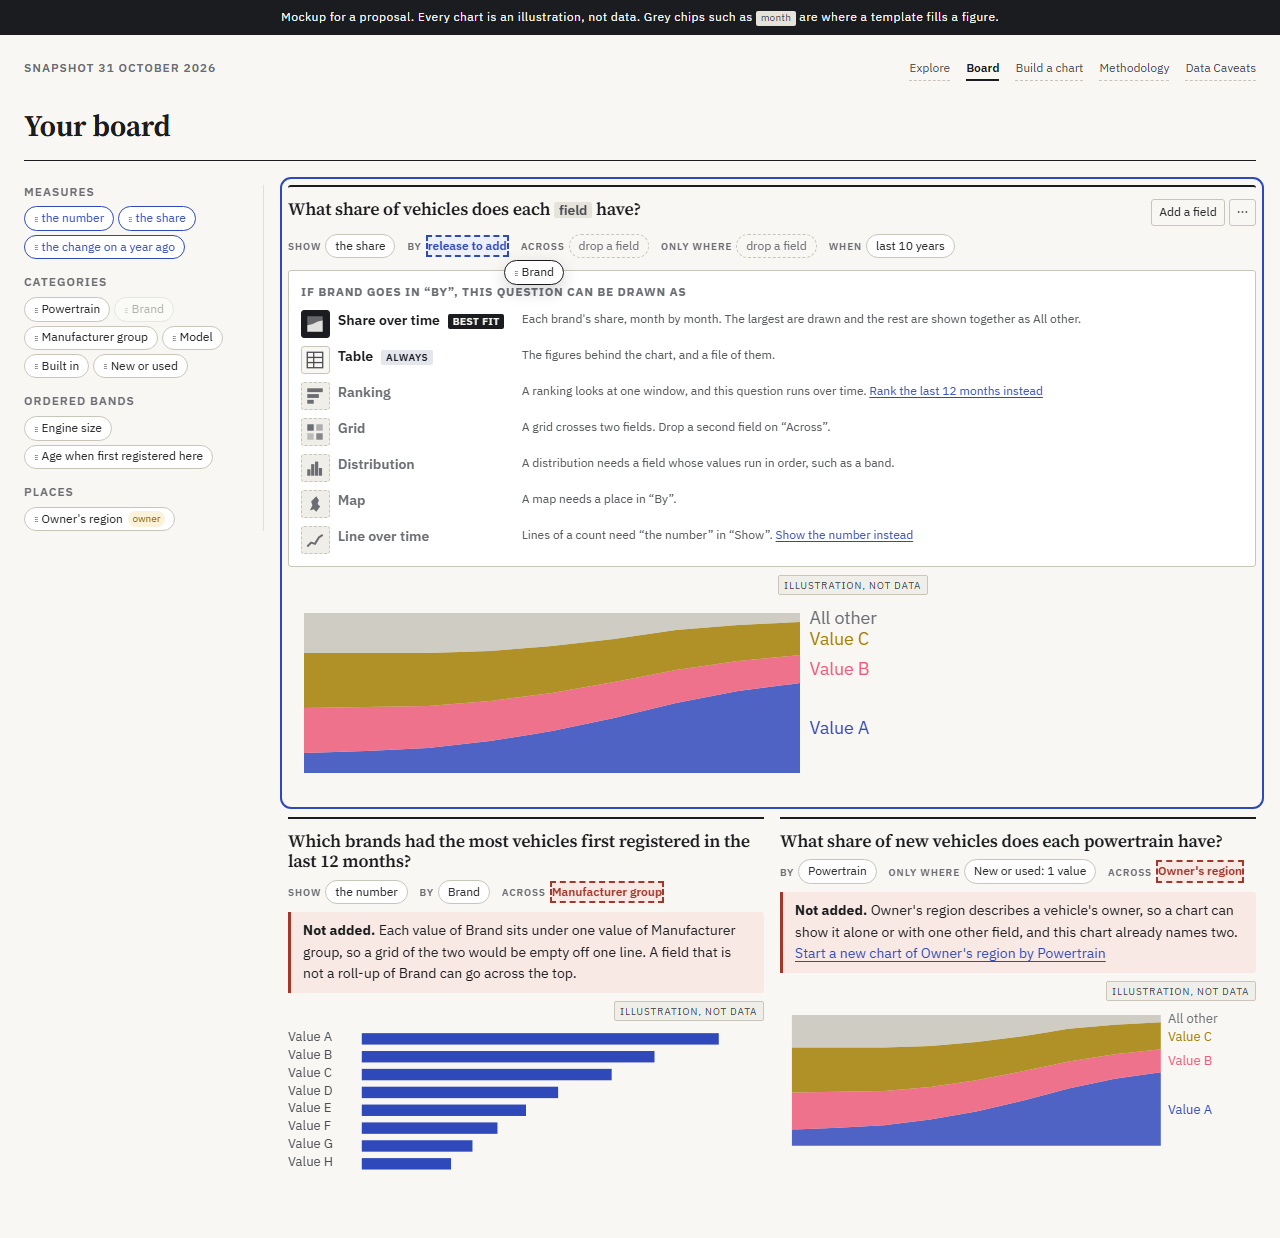 Mockup for a proposal. Every chart is an illustration, not data. Grey chips such as month are where a template fills a figure.
SNAPSHOT 31 OCTOBER 2026
Explore Board Build a chart Methodology Data Caveats
Your board
MEASURES
the number the share
the change on a year ago
CATEGORIES
Powertrain Brand
Manufacturer group Model
Built in New or used
ORDERED BANDS
Engine size
Age when first registered here
PLACES
Owner's region owner
What share of vehicles does each field have?
Add a field ...
SHOW the share BY release to add ACROSS drop a field ONLY WHERE drop a field WHEN last 10 years
Brand
IF BRAND GOES IN “BY”, THIS QUESTION CAN BE DRAWN AS
Share over time BEST FIT Each brand's share, month by month. The largest are drawn and the rest are shown together as All other.
Table ALWAYS The figures behind the chart, and a file of them.
Ranking A ranking looks at one window, and this question runs over time. Rank the last 12 months instead
Grid A grid crosses two fields. Drop a second field on “Across”.
Distribution A distribution needs a field whose values run in order, such as a band.
Map A map needs a place in “By”.
Line over time Lines of a count need “the number” in “Show”. Show the number instead
ILLUSTRATION, NOT DATA
All other
Value C
Value B
Value A
Which brands had the most vehicles first registered in the
last 12 months?
SHOW the number BY Brand ACROSS Manufacturer group
Not added. Each value of Brand sits under one value of Manufacturer
group, so a grid of the two would be empty off one line. A field that is
not a roll-up of Brand can go across the top.
ILLUSTRATION, NOT DATA
Value A
Value B
Value C
Value D
Value E
Value F
Value G
Value H
What share of new vehicles does each powertrain have?
BY Powertrain ONLY WHERE New or used: 1 value ACROSS Owner's region
Not added. Owner's region describes a vehicle's owner, so a chart can
show it alone or with one other field, and this chart already names two.
Start a new chart of Owner's region by Powertrain
ILLUSTRATION, NOT DATA
All other
Value C
Value B
Value A